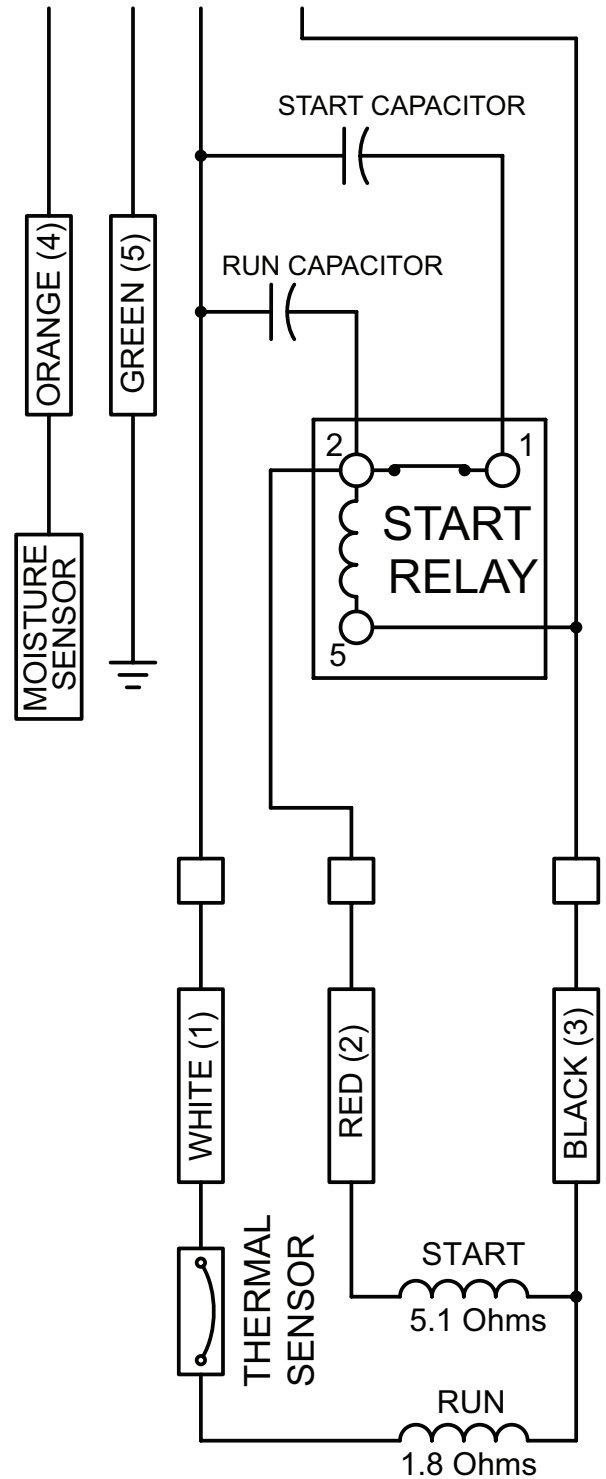 START CAPACITOR
RUN CAPACITOR
ORANGE (4)
GREEN (5)
2
1
START
RELAY
5
MOISTURE
SENSOR
WHITE (1)
RED (2)
BLACK (3)
THERMAL
SENSOR
START
5.1 Ohms
RUN
1.8 Ohms